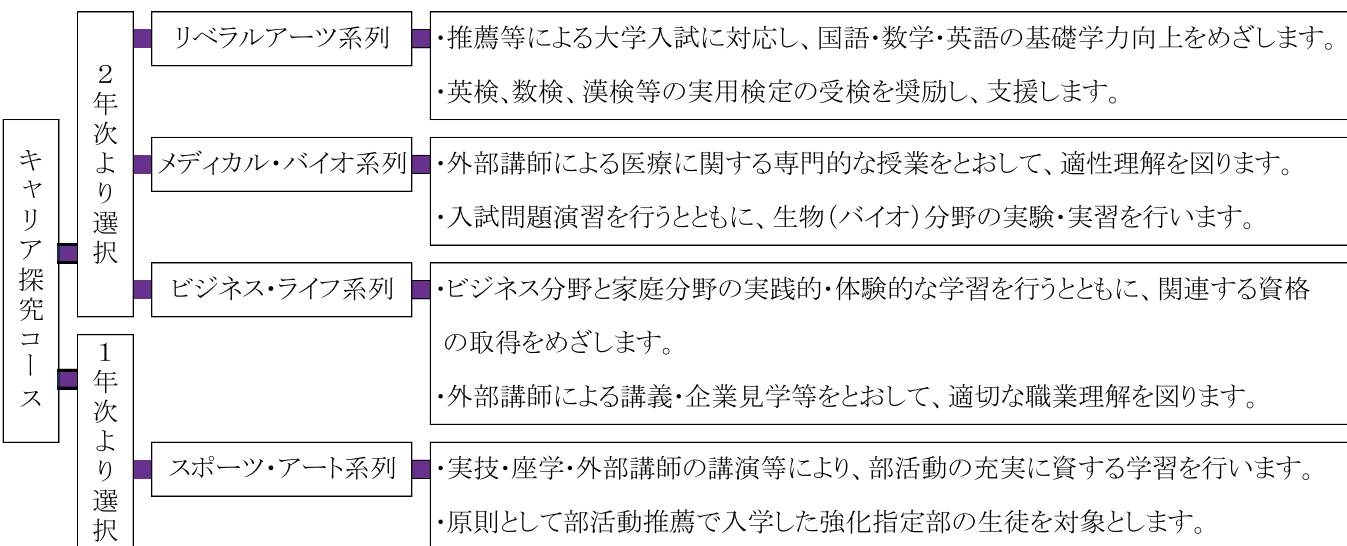 キャリア探究コース
2年次より選択
リベラルアーツ系列
・推薦等による大学入試に対応し、国語・数学・英語の基礎学力向上をめざします。
・英検、数検、漢検等の実用検定の受検を奨励し、支援します。
メディカル・バイオ系列
・外部講師による医療に関する専門的な授業をとおして、適性理解を図ります。
・入試問題演習を行うとともに、生物(バイオ)分野の実験・実習を行います。
ビジネス・ライフ系列
・ビジネス分野と家庭分野の実践的・体験的な学習を行うとともに、関連する資格
の取得をめざします。
・外部講師による講義・企業見学等をとおして、適切な職業理解を図ります。
1年次より選択
スポーツ・アート系列
・実技・座学・外部講師の講演等により、部活動の充実に資する学習を行います。
・原則として部活動推薦で入学した強化指定部の生徒を対象とします。